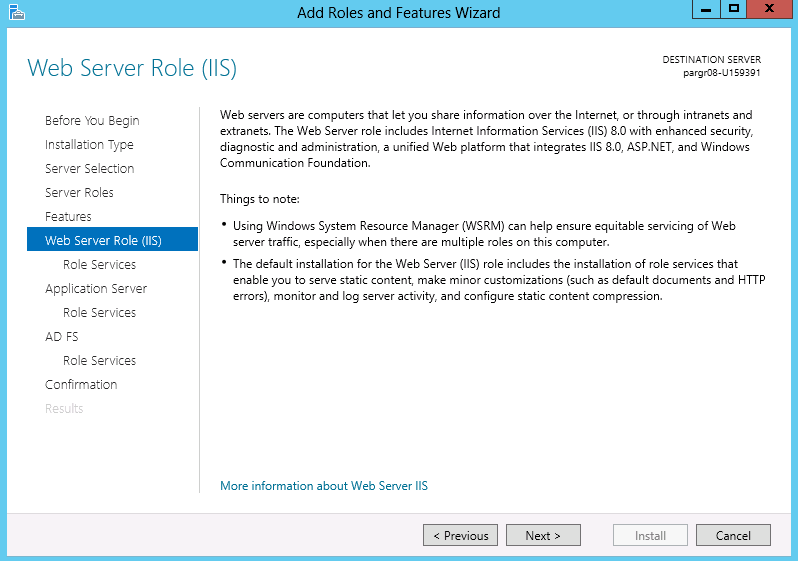 Add Roles and Features Wizard
Web Server Role (IIS)
DESTINATION SERVER
pargr08-U159391
Before You Begin
Installation Type
Server Selection
Server Roles
Features
Web Server Role (IIS)
Role Services
Application Server
Role Services
AD FS
Role Services
Confirmation
Results
Web servers are computers that let you share information over the Internet, or through intranets and
extranets. The Web Server role includes Internet Information Services (IIS) 8.0 with enhanced security,
diagnostic and administration, a unified Web platform that integrates IIS 8.0, ASP.NET, and Windows
Communication Foundation.
Things to note:
• Using Windows System Resource Manager (WSRM) can help ensure equitable servicing of Web
server traffic, especially when there are multiple roles on this computer.
• The default installation for the Web Server (IIS) role includes the installation of role services that
enable you to serve static content, make minor customizations (such as default documents and HTTP
errors), monitor and log server activity, and configure static content compression.
More information about Web Server IIS
< Previous
Next >
Install
Cancel